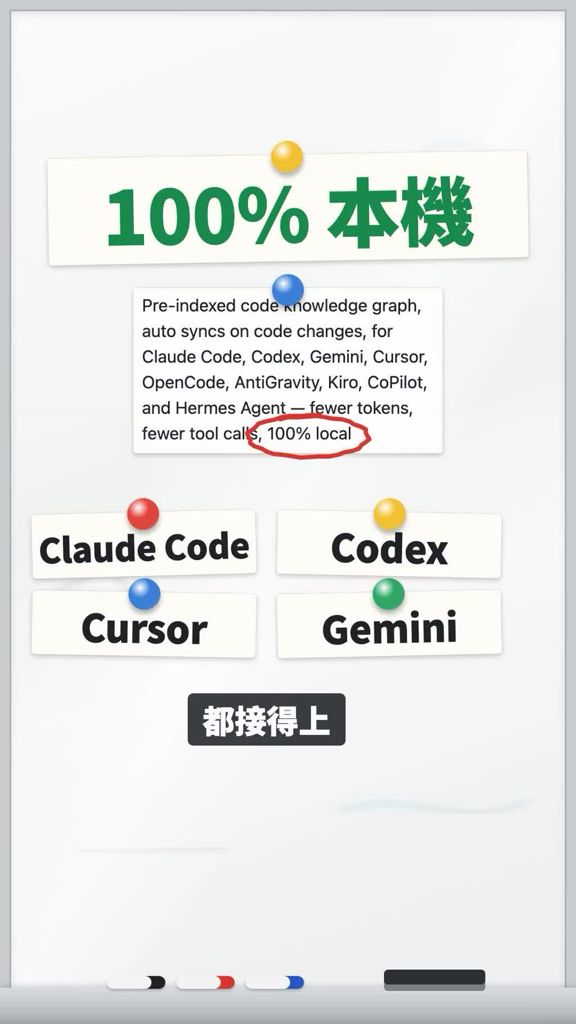 100% 本機
Pre-indexed code knowledge graph,
auto syncs on code changes, for
Claude Code, Codex, Gemini, Cursor,
OpenCode, AntiGravity, Kiro, CoPilot,
and Hermes Agent — fewer tokens,
fewer tool calls, 100% local
Claude Code
Codex
Cursor
Gemini
都接得上